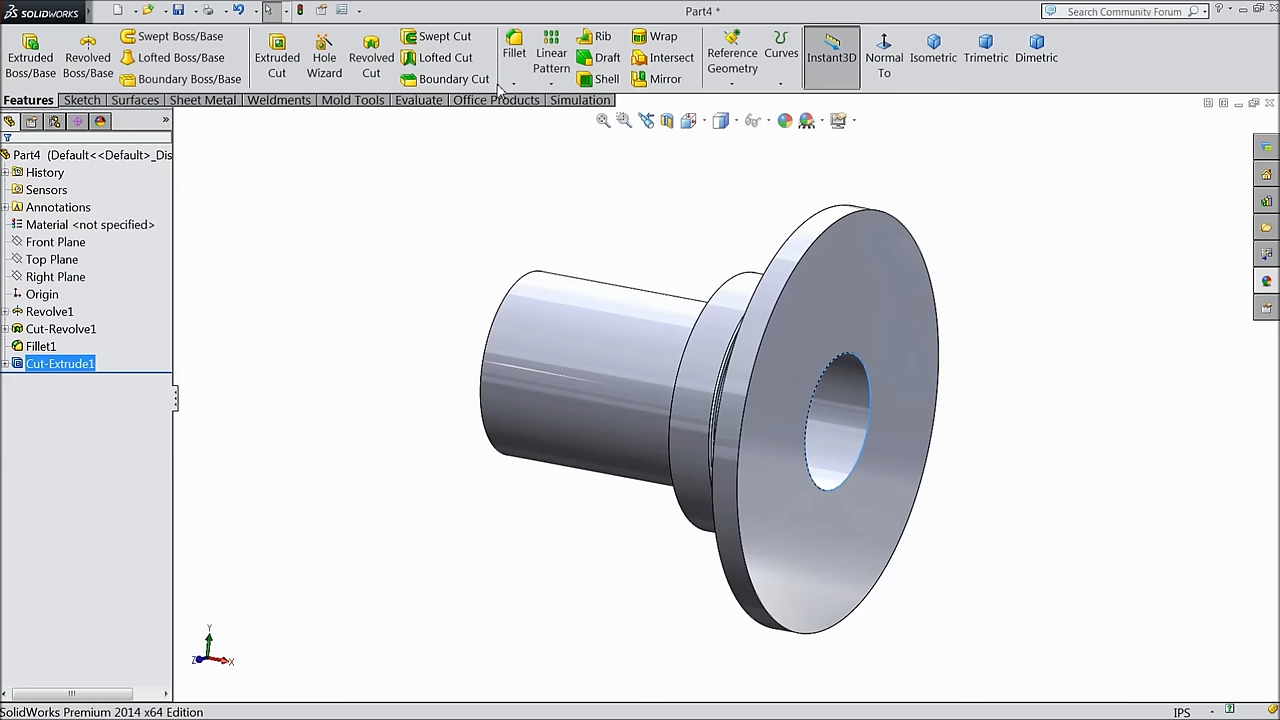 SOLIDWORKS
Part4 *
Search Community Forum
Extruded Boss/Base
Revolved Boss/Base
Swept Boss/Base
Lofted Boss/Base
Boundary Boss/Base
Extruded Cut
Hole Wizard
Revolved Cut
Swept Cut
Lofted Cut
Boundary Cut
Fillet
Linear Pattern
Rib
Draft
Shell
Wrap
Intersect
Mirror
Reference Geometry
Curves
Instant3D
Normal To
Isometric
Trimetric
Dimetric
Features Sketch Surfaces Sheet Metal Weldments Mold Tools Evaluate Office Products Simulation
Part4 (Default<<Default>_Dis
History
Sensors
Annotations
Material <not specified>
Front Plane
Top Plane
Right Plane
Origin
Revolve1
Cut-Revolve1
Fillet1
Cut-Extrude1
Y
Z
X
SolidWorks Premium 2014 x64 Edition
IPS